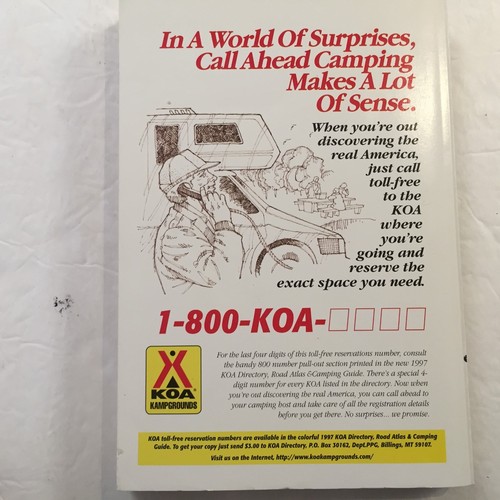 In A World Of Surprises,
Call Ahead Camping
Makes A Lot
Of Sense.
When you're out
discovering the
real America,
just call
toll-free
to the
KOA
where
you're
going and
reserve the
exact space you need.
1-800-KOA-□□□□
For the last four digits of this toll-free reservations number, consult
the handy 800 number pull-out section printed in the new 1997
KOA Directory, Road Atlas &Camping Guide. There's a special 4-
digit number for every KOA listed in the directory. Now when
you're out discovering the real America, you can call ahead to
your camping host and take care of all the registration details
before you get there. No surprises... we promise.
KOA®
KAMPGROUNDS
KOA toll-free reservation numbers are available in the colorful 1997 KOA Directory, Road Atlas & Camping
Guide. To get your copy just send $3.00 to KOA Directory, P.O. Box 30162, Dept.PPG, Billings, MT 59107.
Visit us on the Internet, http://www.koakampgrounds.com/